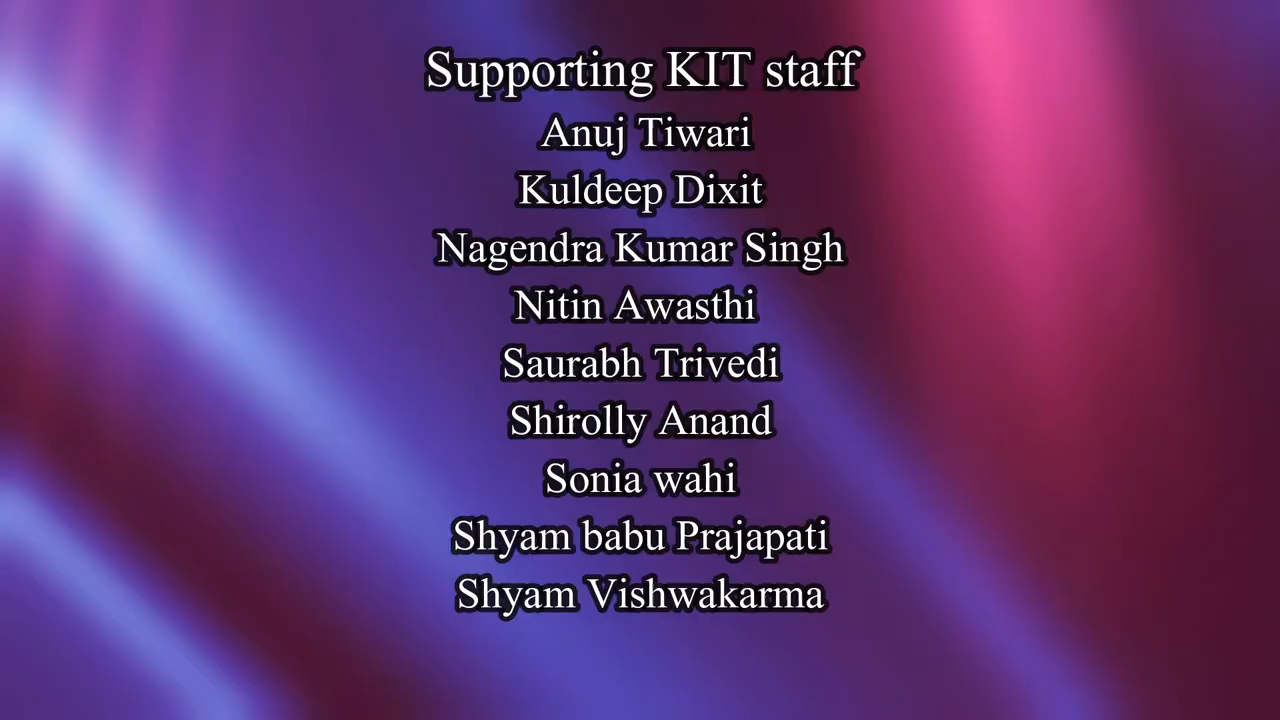 Supporting KIT staff
Anuj Tiwari
Kuldeep Dixit
Nagendra Kumar Singh
Nitin Awasthi
Saurabh Trivedi
Shirolly Anand
Sonia wahi
Shyam babu Prajapati
Shyam Vishwakarma